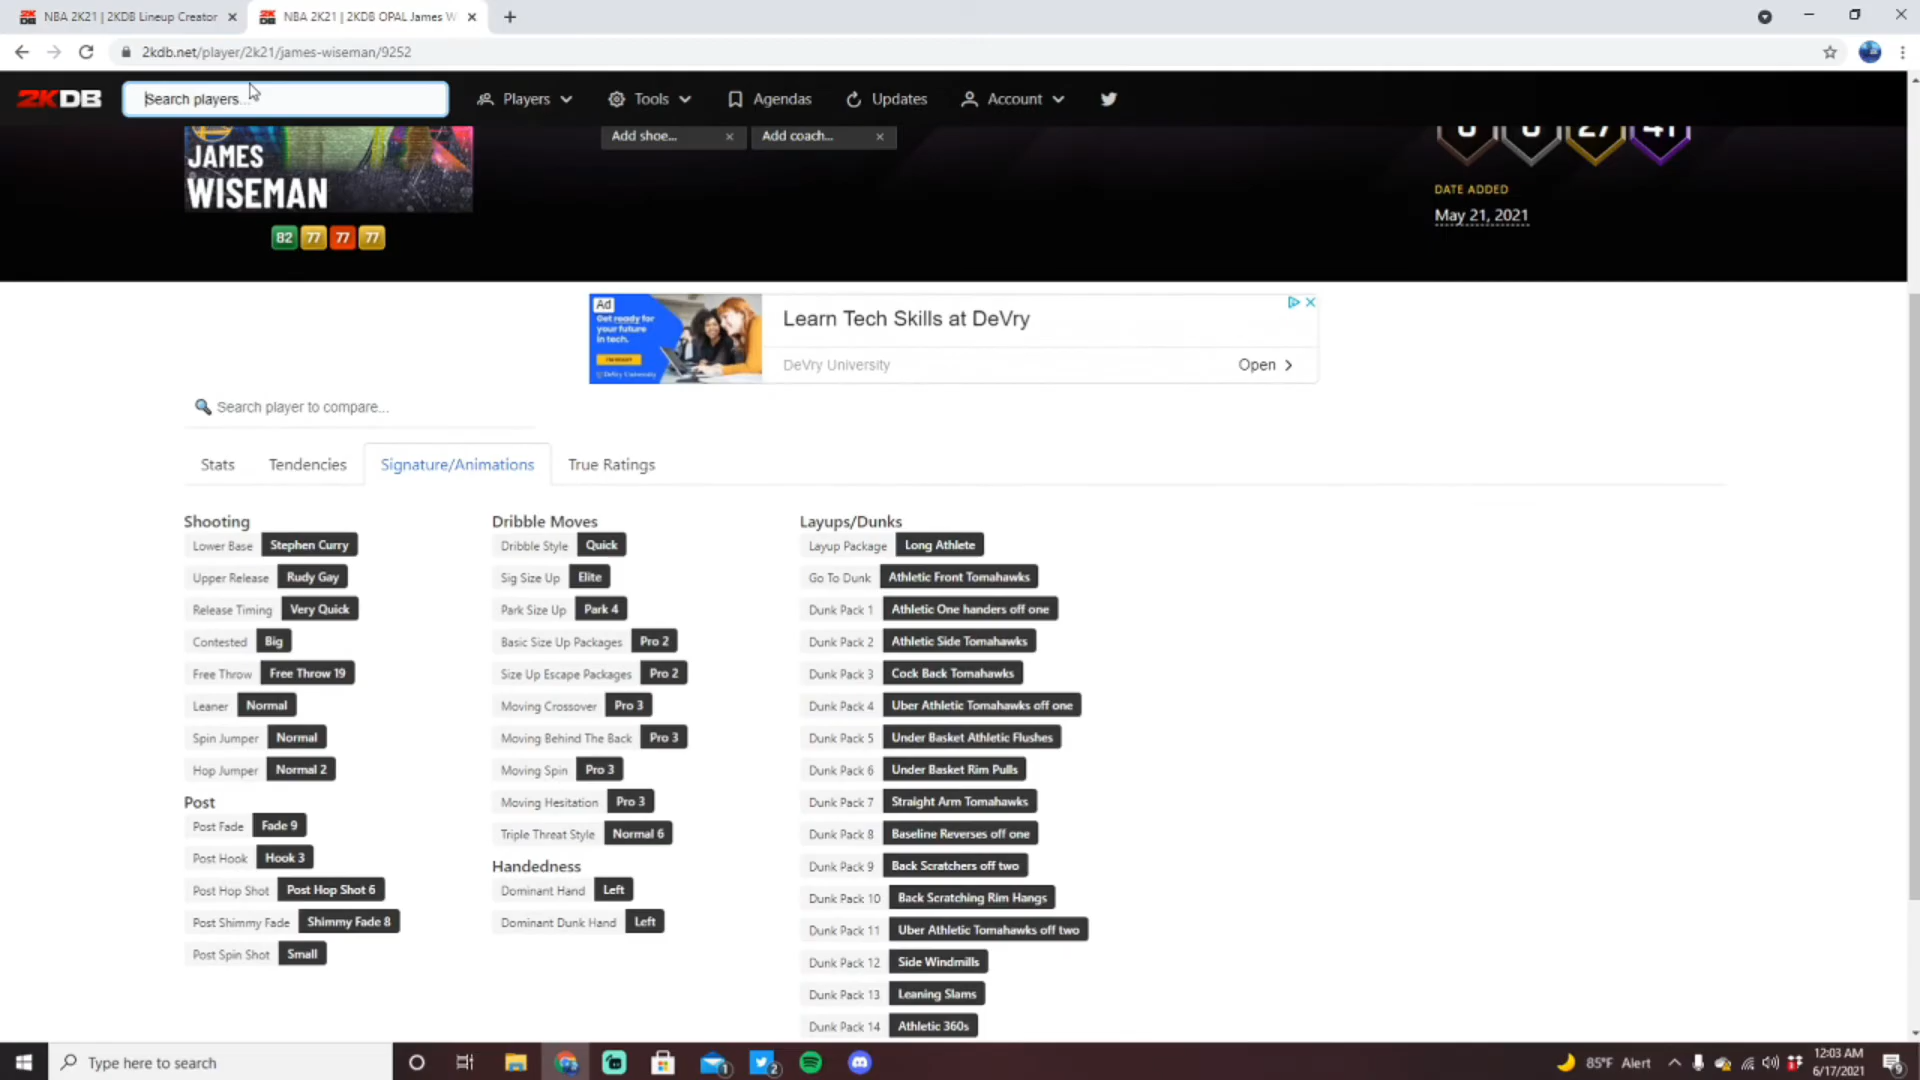 NBA 2K21 | 2KDB Lineup Creator
NBA 2K21 | 2KDB OPAL James W
2kdb.net/player/2k21/james-wiseman/9252
2KDB
Search players...
Players
Tools
Agendas
Updates
Account
JAMES
WISEMAN
Add shoe...
Add coach...
27 41
DATE ADDED
May 21, 2021
82 77 77 77
Ad
Get ready for
your future
in tech.
DeVry University
Learn Tech Skills at DeVry
DeVry University
Open
Search player to compare...
Stats
Tendencies
Signature/Animations
True Ratings
Shooting
Lower Base Stephen Curry
Upper Release Rudy Gay
Release Timing Very Quick
Contested Big
Free Throw Free Throw 19
Leaner Normal
Spin Jumper Normal
Hop Jumper Normal 2
Post
Post Fade Fade 9
Post Hook Hook 3
Post Hop Shot Post Hop Shot 6
Post Shimmy Fade Shimmy Fade 8
Post Spin Shot Small
Dribble Moves
Dribble Style Quick
Sig Size Up Elite
Park Size Up Park 4
Basic Size Up Packages Pro 2
Size Up Escape Packages Pro 2
Moving Crossover Pro 3
Moving Behind The Back Pro 3
Moving Spin Pro 3
Moving Hesitation Pro 3
Triple Threat Style Normal 6
Handedness
Dominant Hand Left
Dominant Dunk Hand Left
Layups/Dunks
Layup Package Long Athlete
Go To Dunk Athletic Front Tomahawks
Dunk Pack 1 Athletic One handers off one
Dunk Pack 2 Athletic Side Tomahawks
Dunk Pack 3 Cock Back Tomahawks
Dunk Pack 4 Uber Athletic Tomahawks off one
Dunk Pack 5 Under Basket Athletic Flushes
Dunk Pack 6 Under Basket Rim Pulls
Dunk Pack 7 Straight Arm Tomahawks
Dunk Pack 8 Baseline Reverses off one
Dunk Pack 9 Back Scratchers off two
Dunk Pack 10 Back Scratching Rim Hangs
Dunk Pack 11 Uber Athletic Tomahawks off two
Dunk Pack 12 Side Windmills
Dunk Pack 13 Leaning Slams
Dunk Pack 14 Athletic 360s
Type here to search
1
2
85°F Alert
12:03 AM
6/17/2021